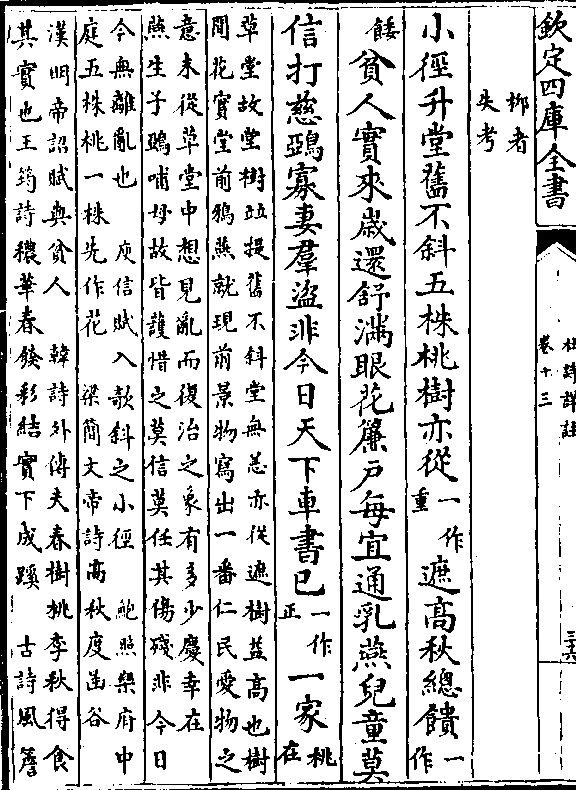 欽定四庫全書
杜詩詳註
卷十三
三六
柳者
失考
小徑升堂舊不斜五株桃樹亦從一作重遮高秋總饋一作
餧貧人實來歲還舒滿眼花簾戶每宜通乳燕兒童莫
信打慈鴉寡妻羣盜非今日天下車書已一作正一家桃在
草堂故堂樹竝提舊不斜堂無恙亦從遮樹益高也樹
間花實堂前鴉燕就現前景物寫出一番仁民愛物之
意末從草堂中想見亂而復治之象有多少慶幸在
燕生子鴉哺母故皆護惜之莫信莫任其傷殘非今日
今無離亂也　庾信賦入欹斜之小徑　鮑照樂府中
庭五株桃一株先作花　梁簡文帝詩高秋度函谷
漢明帝詔賦與貧人　韓詩外傳夫春樹桃李秋得食
其實也王筠詩穠華春發彩結實下成蹊　古詩風簷